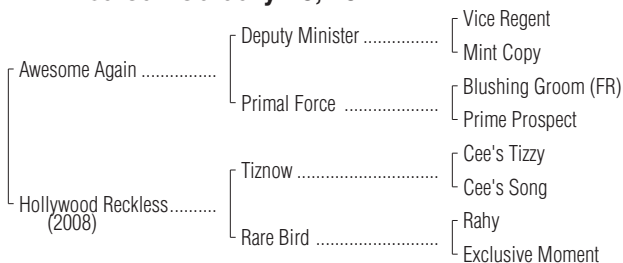 Vice Regent
Deputy Minister ................
Mint Copy
Awesome Again ................
Blushing Groom (FR)
Primal Force ....................
Prime Prospect
Cee's Tizzy
Tiznow ..............................
Cee's Song
Hollywood Reckless..........
(2008)
Rahy
Rare Bird ..........................
Exclusive Moment